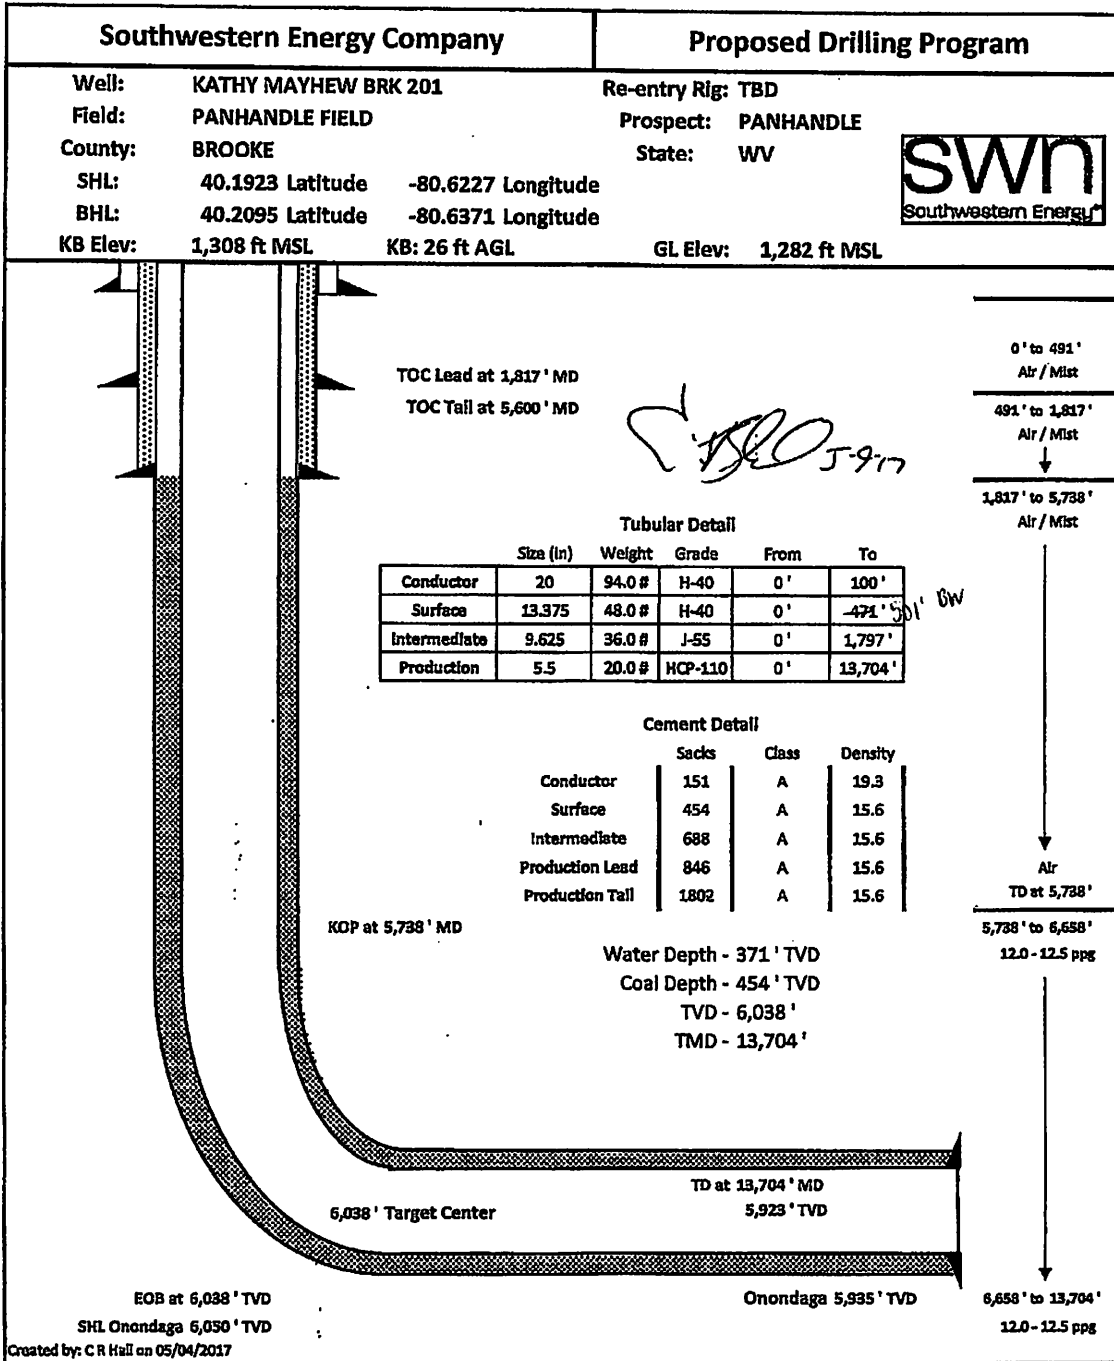 Southwestern Energy Company
Proposed Drilling Program
Well: KATHY MAYHEW BRK 201
Re-entry Rig: TBD
Field: PANHANDLE FIELD
Prospect: PANHANDLE
County: BROOKE
State: WV
SHL: 40.1923 Latitude -80.6227 Longitude
BHL: 40.2095 Latitude -80.6371 Longitude
KB Elev: 1,308 ft MSL KB: 26 ft AGL GL Elev: 1,282 ft MSL
swn
Southwestern Energy
0' to 491'
Air / Mist
TOC Lead at 1,817' MD
TOC Tail at 5,600' MD
491' to 1,817'
Air / Mist
5-9-17
1,817' to 5,738'
Air / Mist
Tubular Detail
Size (in) Weight Grade From To
Conductor 20 94.0 # H-40 0' 100'
Surface 13.375 48.0 # H-40 0' 471' 501' BW
Intermediate 9.625 36.0 # J-55 0' 1,797'
Production 5.5 20.0 # HCP-110 0' 13,704'
Cement Detail
Sacks Class Density
Conductor 151 A 19.3
Surface 454 A 15.6
Intermediate 688 A 15.6
Production Lead 846 A 15.6
Production Tail 1802 A 15.6
Air
TD at 5,738'
KOP at 5,738' MD
5,738' to 6,658'
12.0 - 12.5 ppg
Water Depth - 371' TVD
Coal Depth - 454' TVD
TVD - 6,038'
TMD - 13,704'
TD at 13,704' MD
5,923' TVD
6,038' Target Center
EOB at 6,038' TVD
Onondaga 5,935' TVD
6,658' to 13,704'
12.0 - 12.5 ppg
SHL Onondaga 6,050' TVD
Created by: C R Hall on 05/04/2017